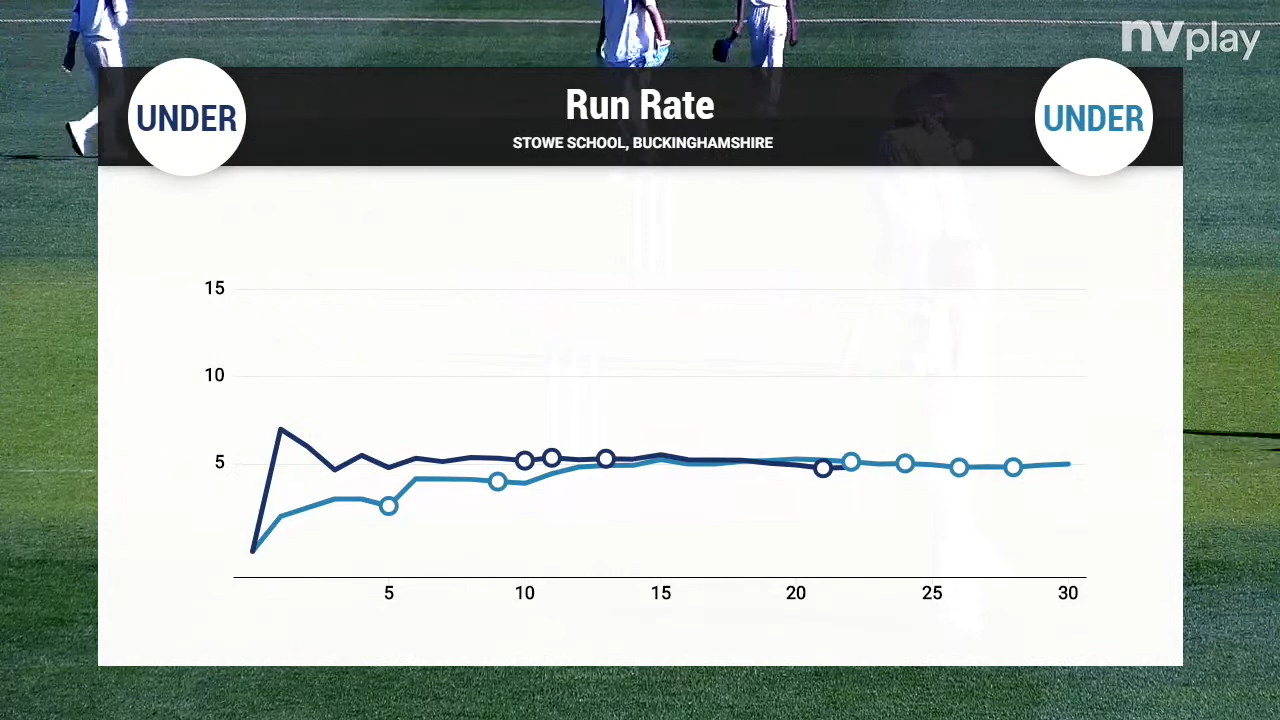 nvplay
UNDER
Run Rate
UNDER
STOWE SCHOOL, BUCKINGHAMSHIRE
15
10
5
5 10 15 20 25 30